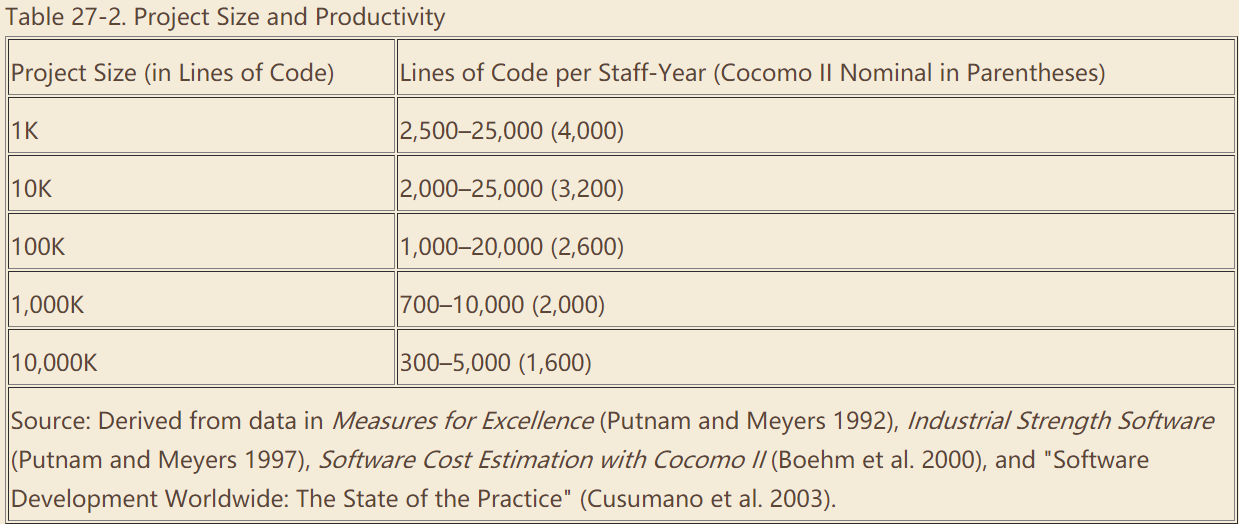 Table 27-2. Project Size and Productivity
Project Size (in Lines of Code) Lines of Code per Staff-Year (Cocomo II Nominal in Parentheses)
1K 2,500–25,000 (4,000)
10K 2,000–25,000 (3,200)
100K 1,000–20,000 (2,600)
1,000K 700–10,000 (2,000)
10,000K 300–5,000 (1,600)
Source: Derived from data in Measures for Excellence (Putnam and Meyers 1992), Industrial Strength Software
(Putnam and Meyers 1997), Software Cost Estimation with Cocomo II (Boehm et al. 2000), and "Software
Development Worldwide: The State of the Practice" (Cusumano et al. 2003).